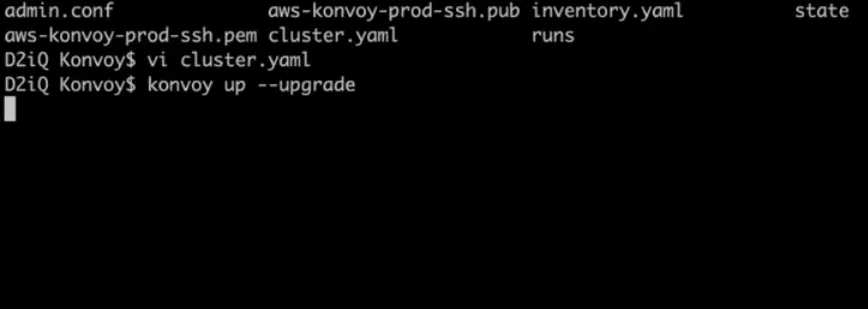 admin.conf aws-konvoy-prod-ssh.pub inventory.yaml state
aws-konvoy-prod-ssh.pem cluster.yaml runs
D2iQ Konvoy$ vi cluster.yaml
D2iQ Konvoy$ konvoy up --upgrade